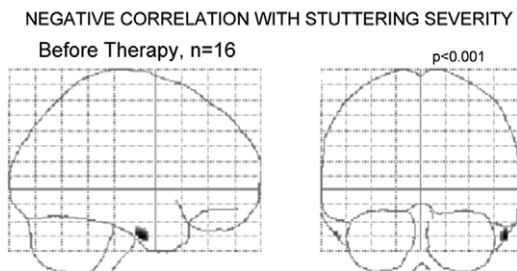 NEGATIVE CORRELATION WITH STUTTERING SEVERITY
Before Therapy, n=16
p<0.001